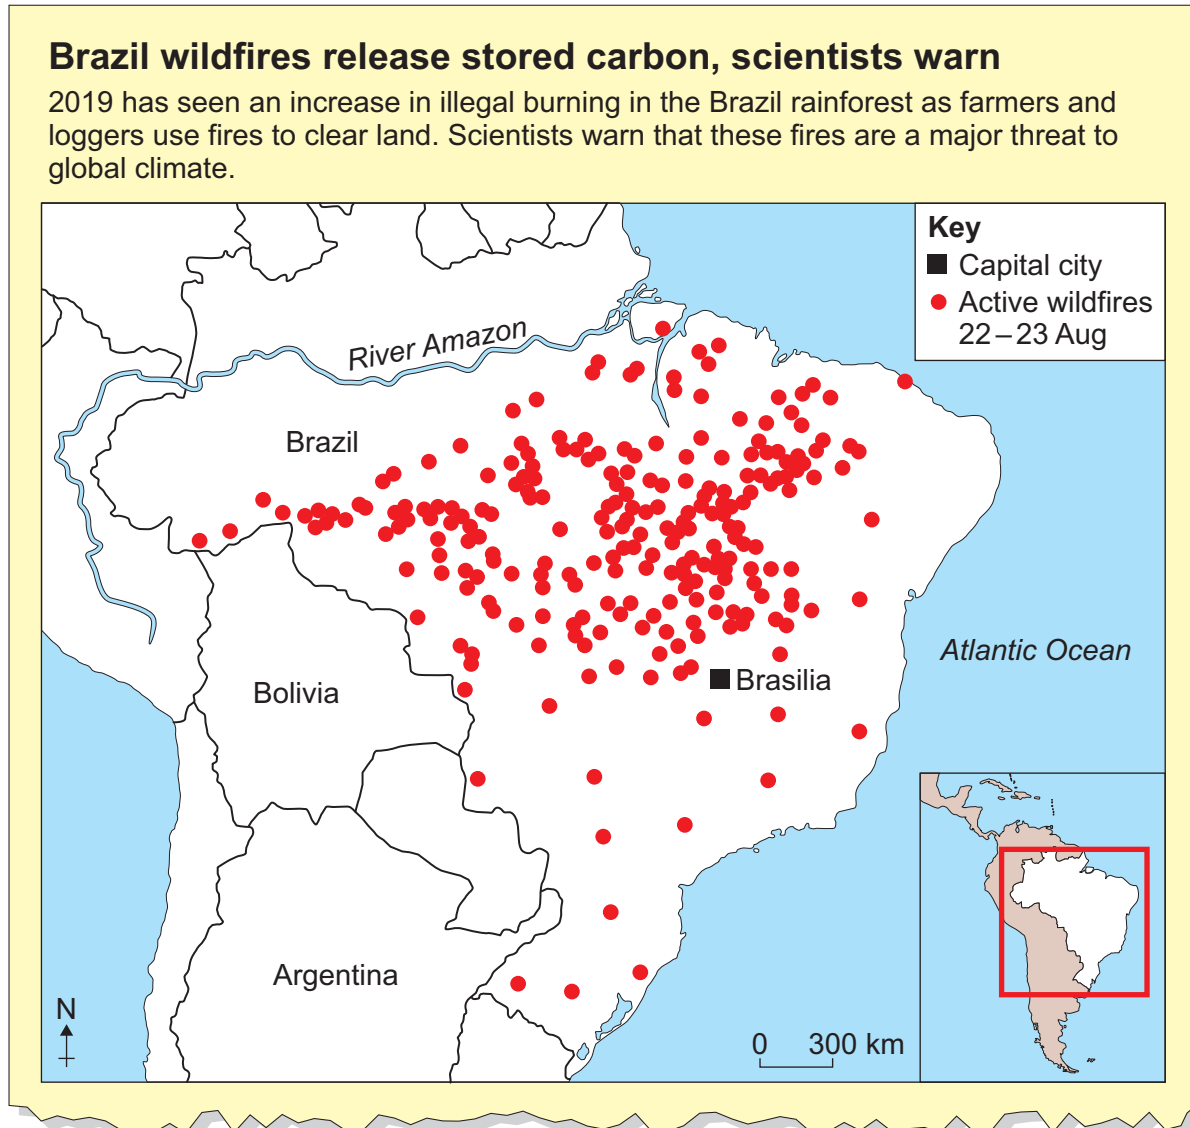 Brazil wildfires release stored carbon, scientists warn
2019 has seen an increase in illegal burning in the Brazil rainforest as farmers and
loggers use fires to clear land. Scientists warn that these fires are a major threat to
global climate.
Key
Capital city
Active wildfires
22–23 Aug
River Amazon
Brazil
Atlantic Ocean
Brasilia
Bolivia
Argentina
N
0 300 km